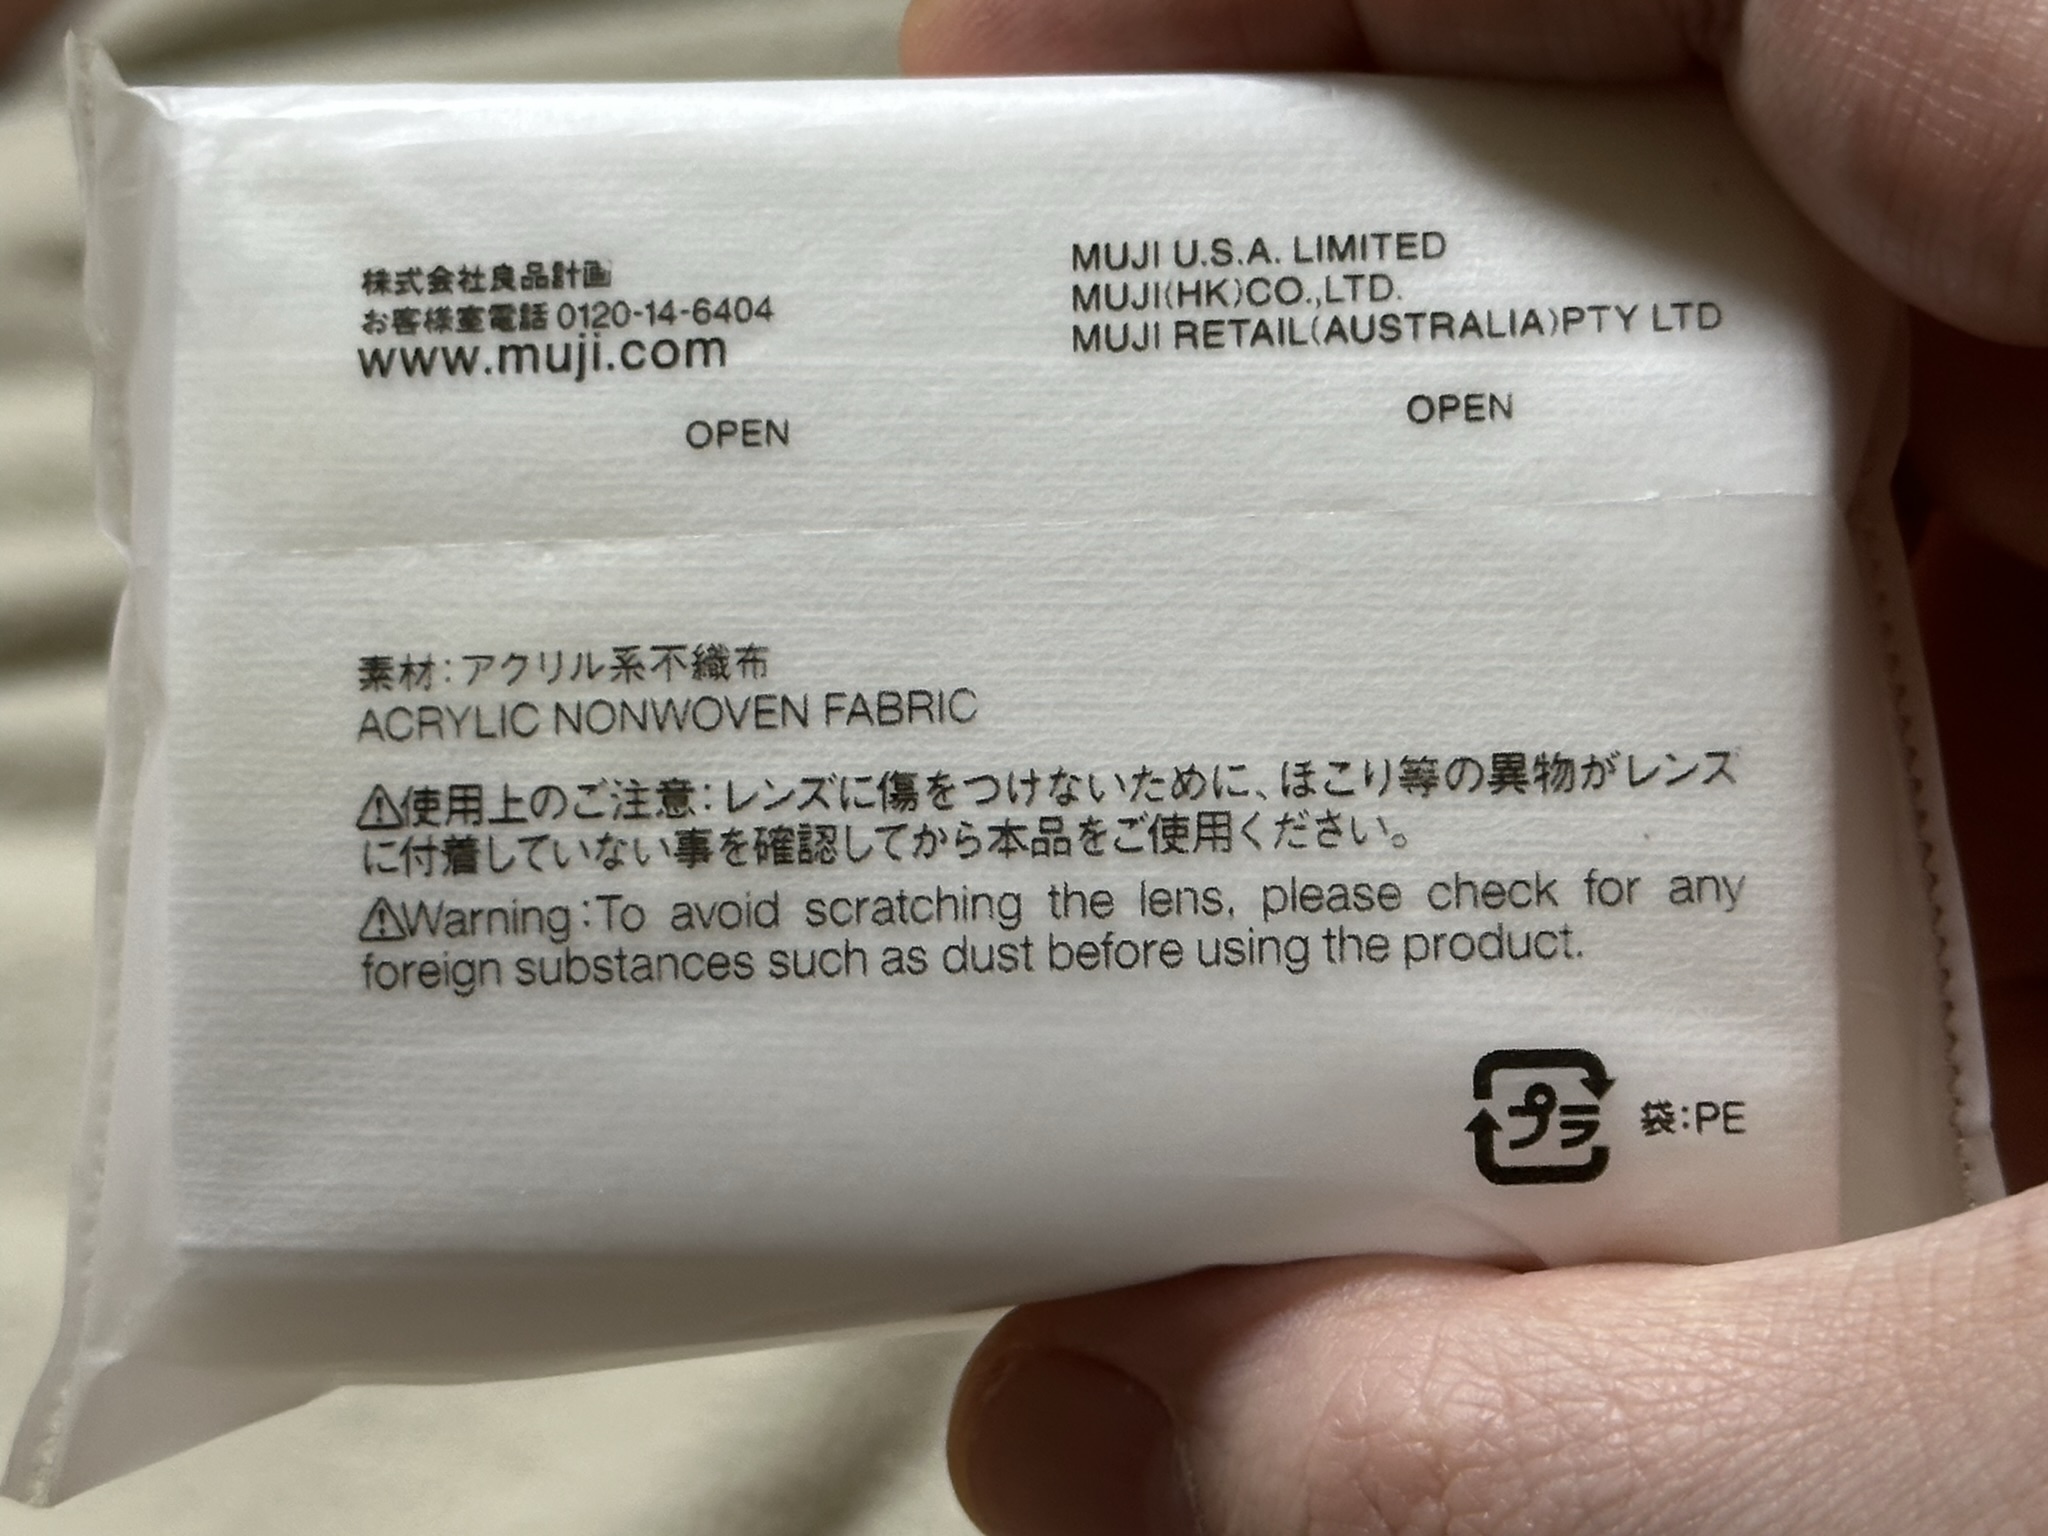 株式会社良品計画
お客様室電話 0120-14-6404
www.muji.com
OPEN
MUJI U.S.A. LIMITED
MUJI(HK)CO.,LTD.
MUJI RETAIL(AUSTRALIA)PTY LTD
OPEN
素材:アクリル系不織布
ACRYLIC NONWOVEN FABRIC
⚠使用上のご注意:レンズに傷をつけないために、ほこり等の異物がレンズ
に付着していない事を確認してから本品をご使用ください。
⚠Warning:To avoid scratching the lens, please check for any
foreign substances such as dust before using the product.
プラ
袋:PE